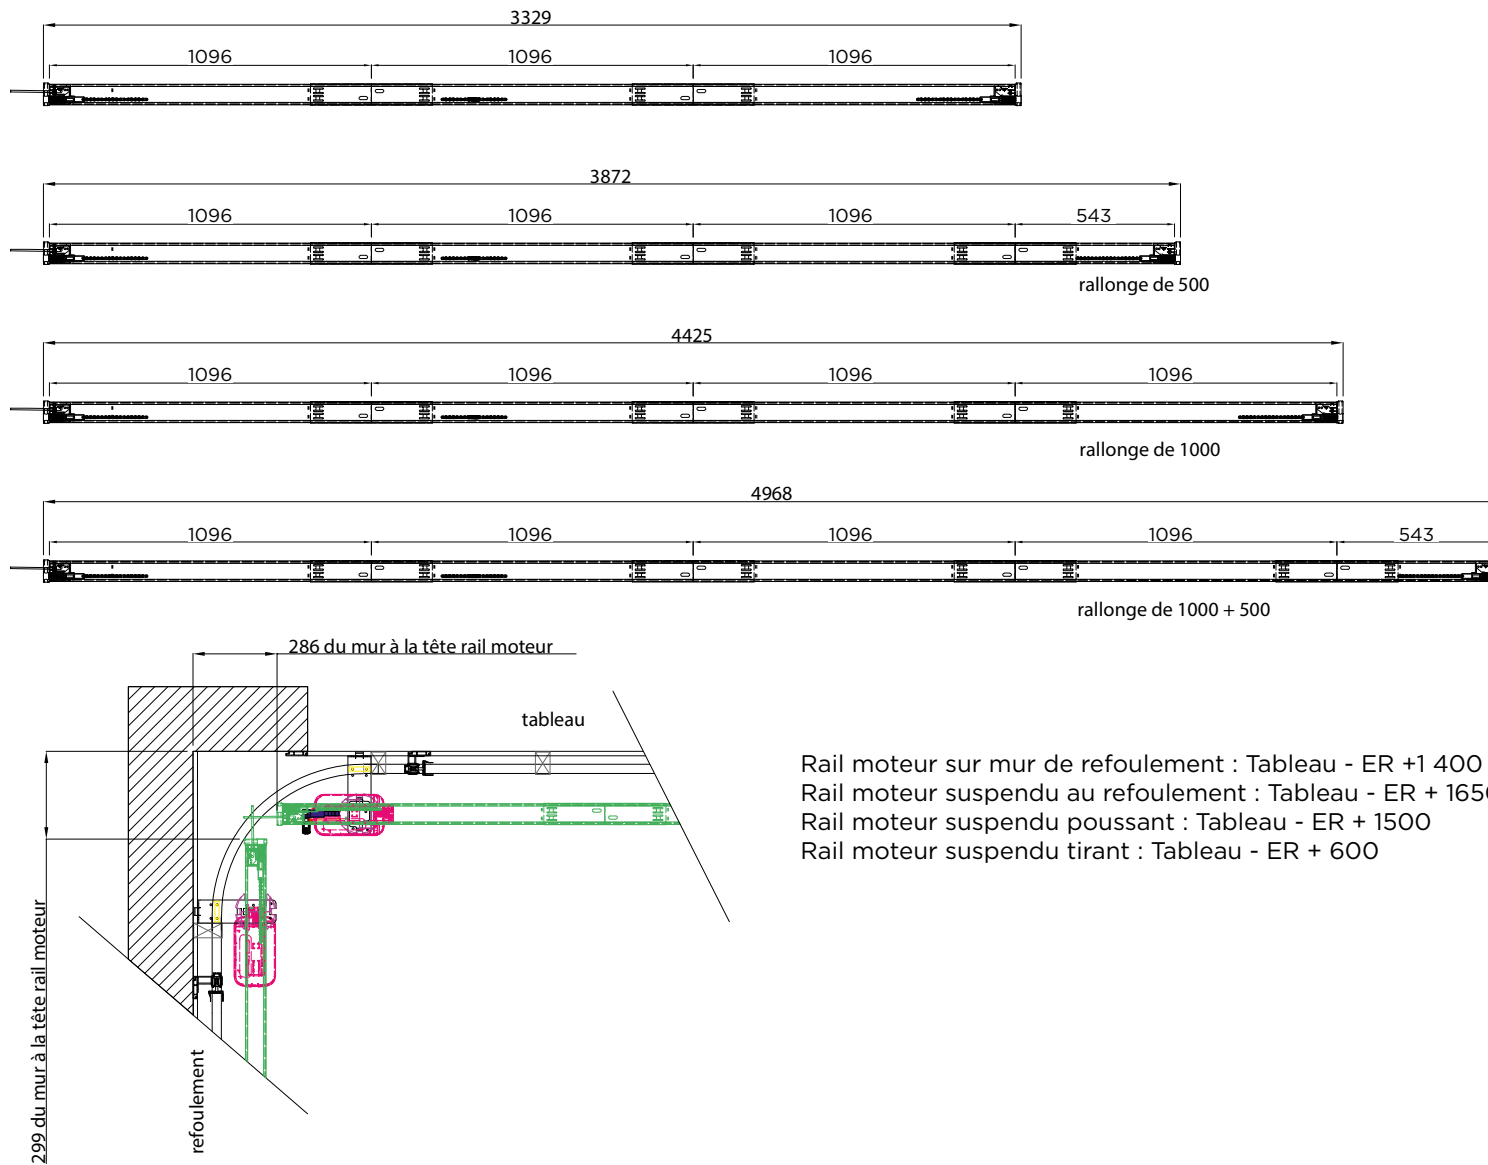 3329
1096 1096 1096
3872
1096 1096 1096 543
rallonge de 500
4425
1096 1096 1096 1096
rallonge de 1000
4968
1096 1096 1096 1096 543
rallonge de 1000 + 500
286 du mur à la tête rail moteur
tableau
299 du mur à la tête rail moteur
refoulement
Rail moteur sur mur de refoulement : Tableau - ER +1 400
Rail moteur suspendu au refoulement : Tableau - ER + 165
Rail moteur suspendu poussant : Tableau - ER + 1500
Rail moteur suspendu tirant : Tableau - ER + 600